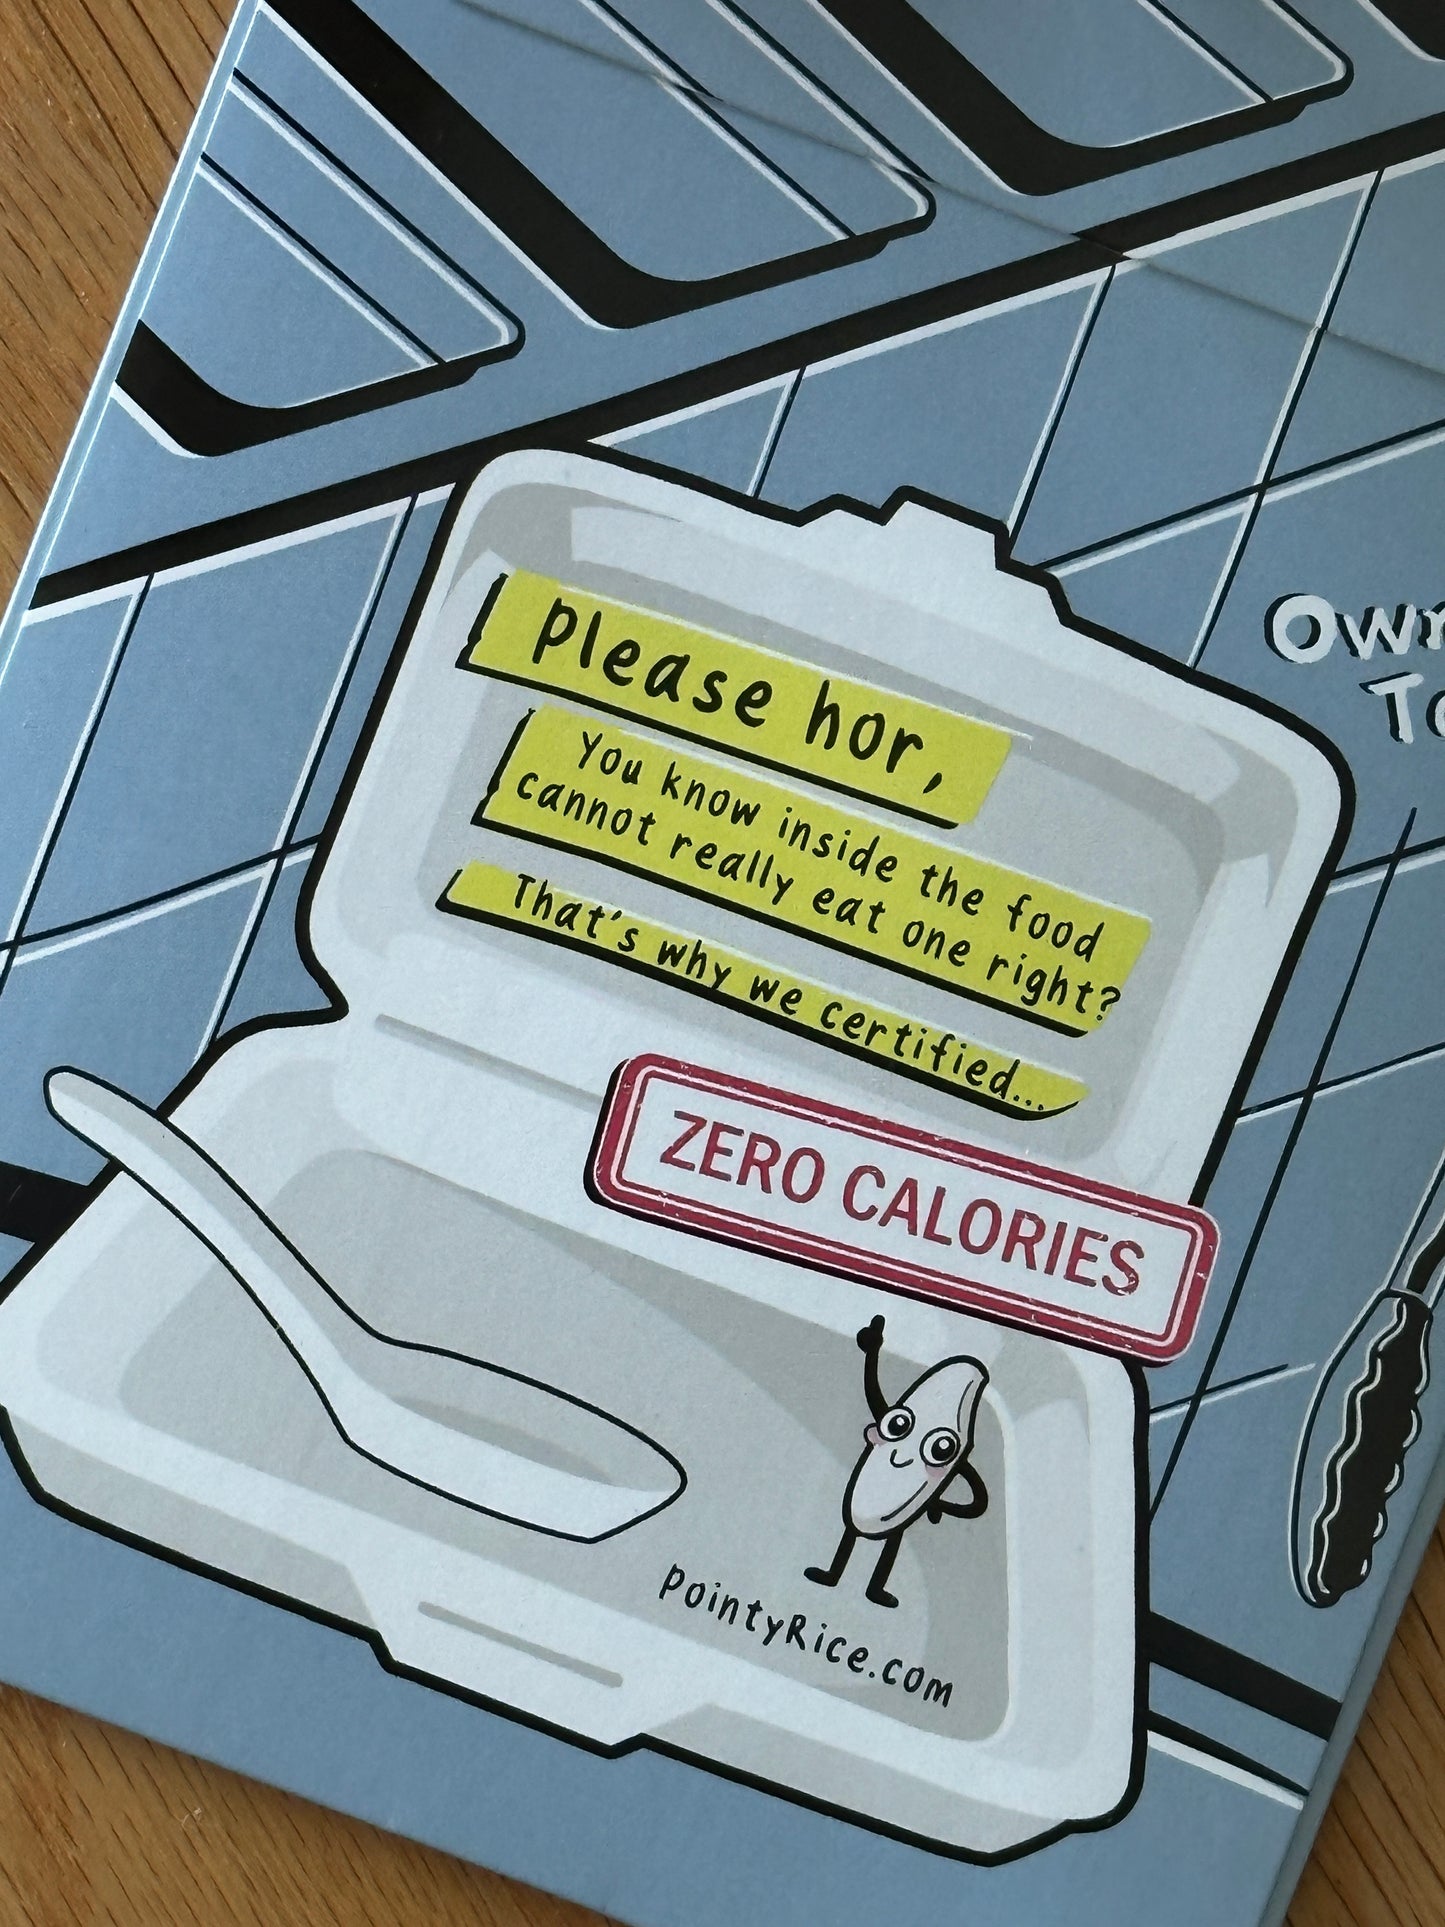 Please hor,
You know inside the food
cannot really eat one right?
That's why we certified...
ZERO CALORIES
pointyRice.com